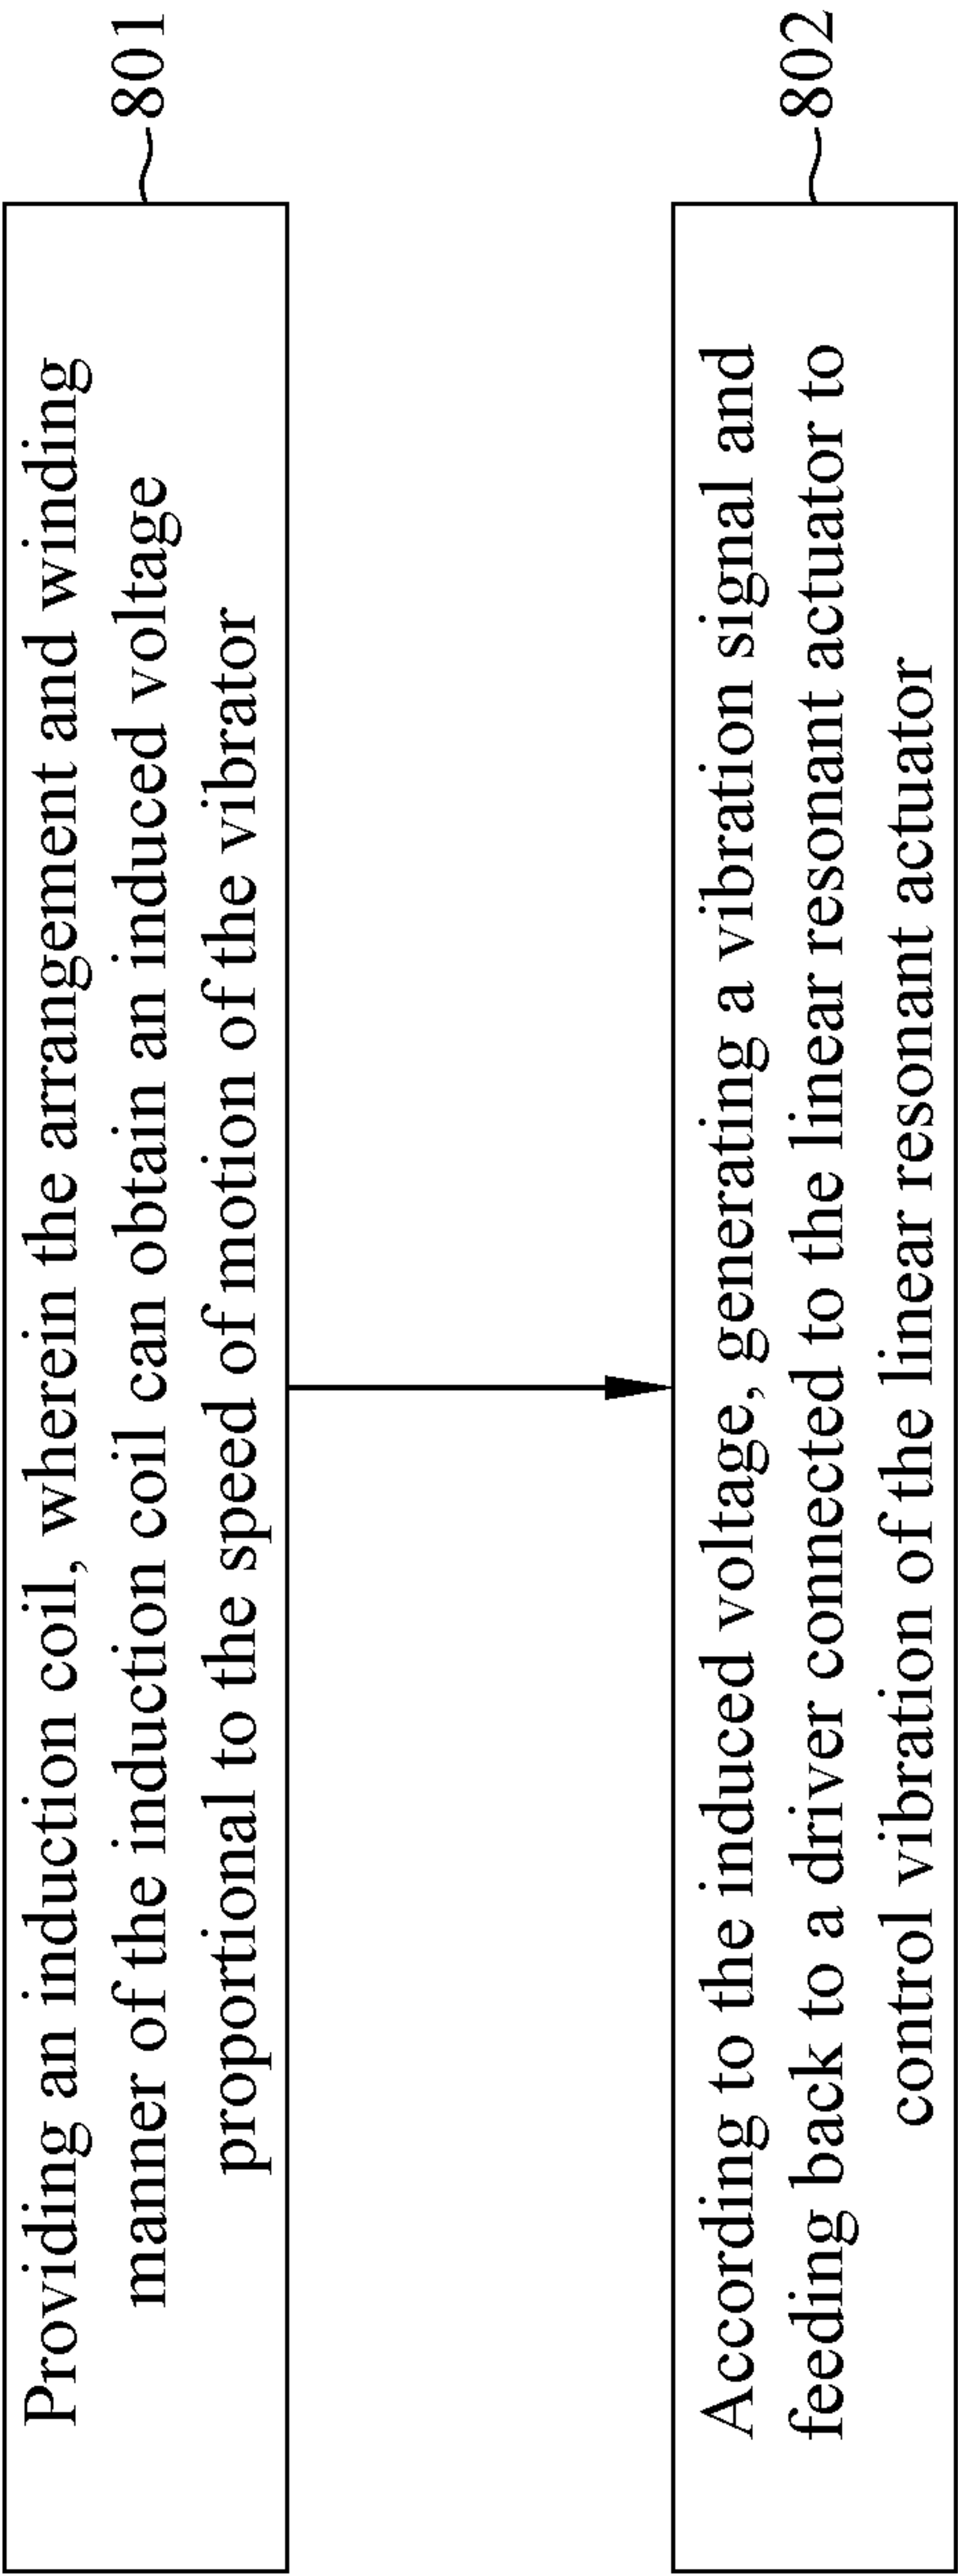 Providing an induction coil, wherein the arrangement and winding
manner of the induction coil can obtain an induced voltage
proportional to the speed of motion of the vibrator
801
According to the induced voltage, generating a vibration signal and
feeding back to a driver connected to the linear resonant actuator to
control vibration of the linear resonant actuator
802